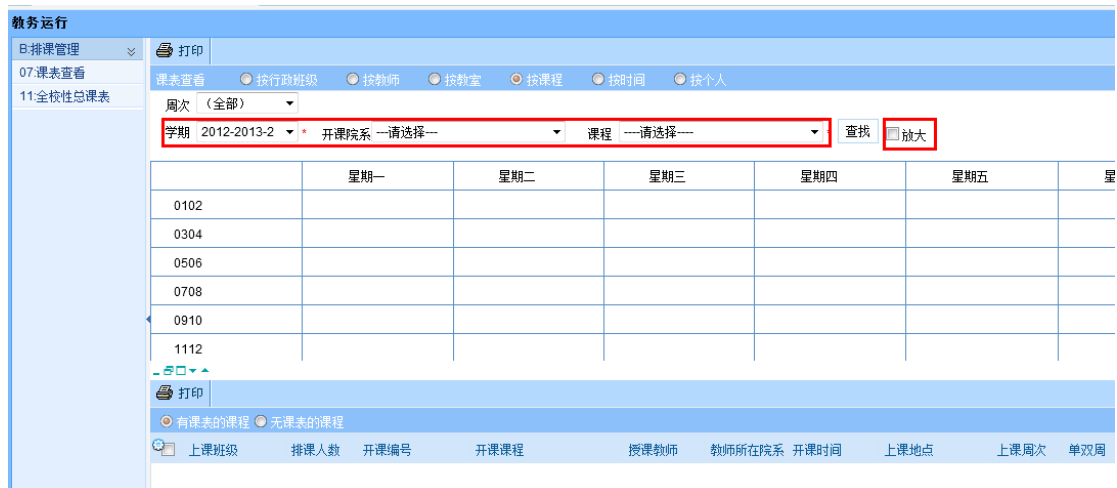 教务运行
B:排课管理
07:课表查看
11:全校性总课表
打印
课表查看 按行政班级 按教师 按教室 按课程 按时间 按个人
周次 (全部)
学期 2012-2013-2 * 开课院系 ---请选择--- 课程 ----请选择---- * 查找 放大
星期一 星期二 星期三 星期四 星期五 星
0102
0304
0506
0708
0910
1112
打印
有课表的课程 无课表的课程
上课班级 排课人数 开课编号 开课课程 授课教师 教师所在院系 开课时间 上课地点 上课周次 单双周